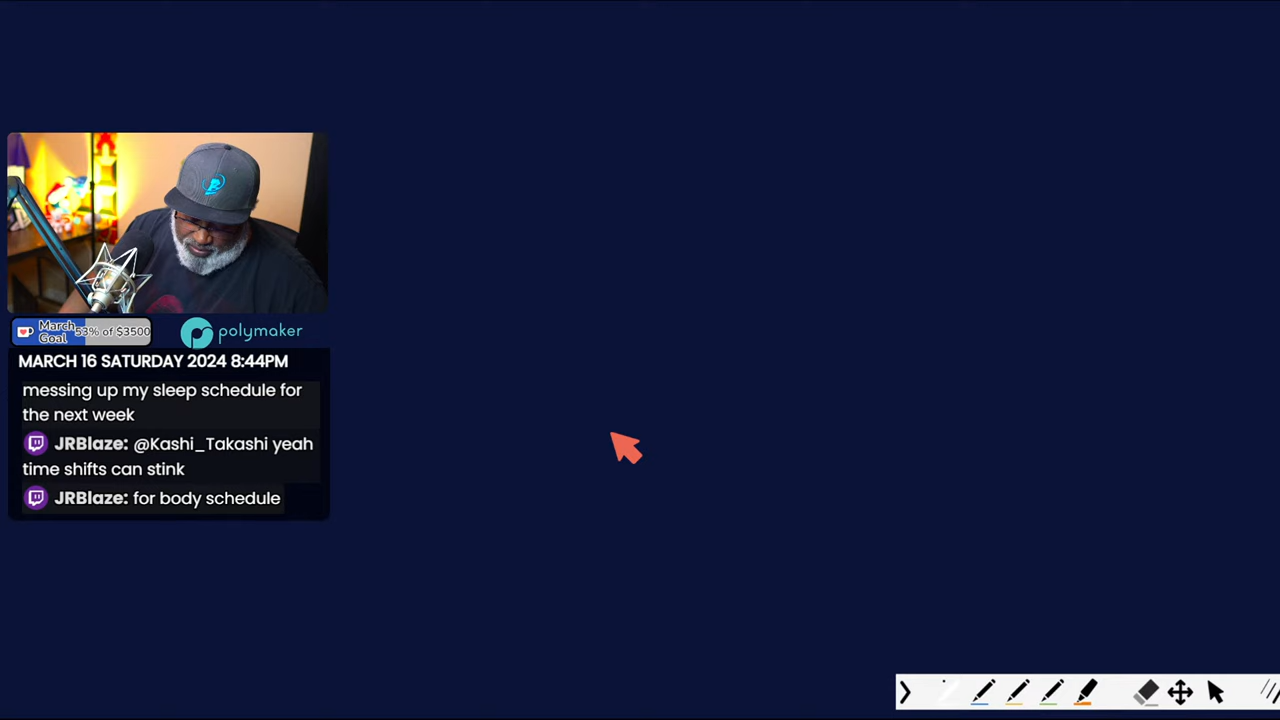 March
Goal
53% of $3500
polymaker
MARCH 16 SATURDAY 2024 8:44PM
messing up my sleep schedule for
the next week
JRBlaze: @Kashi_Takashi yeah
time shifts can stink
JRBlaze: for body schedule